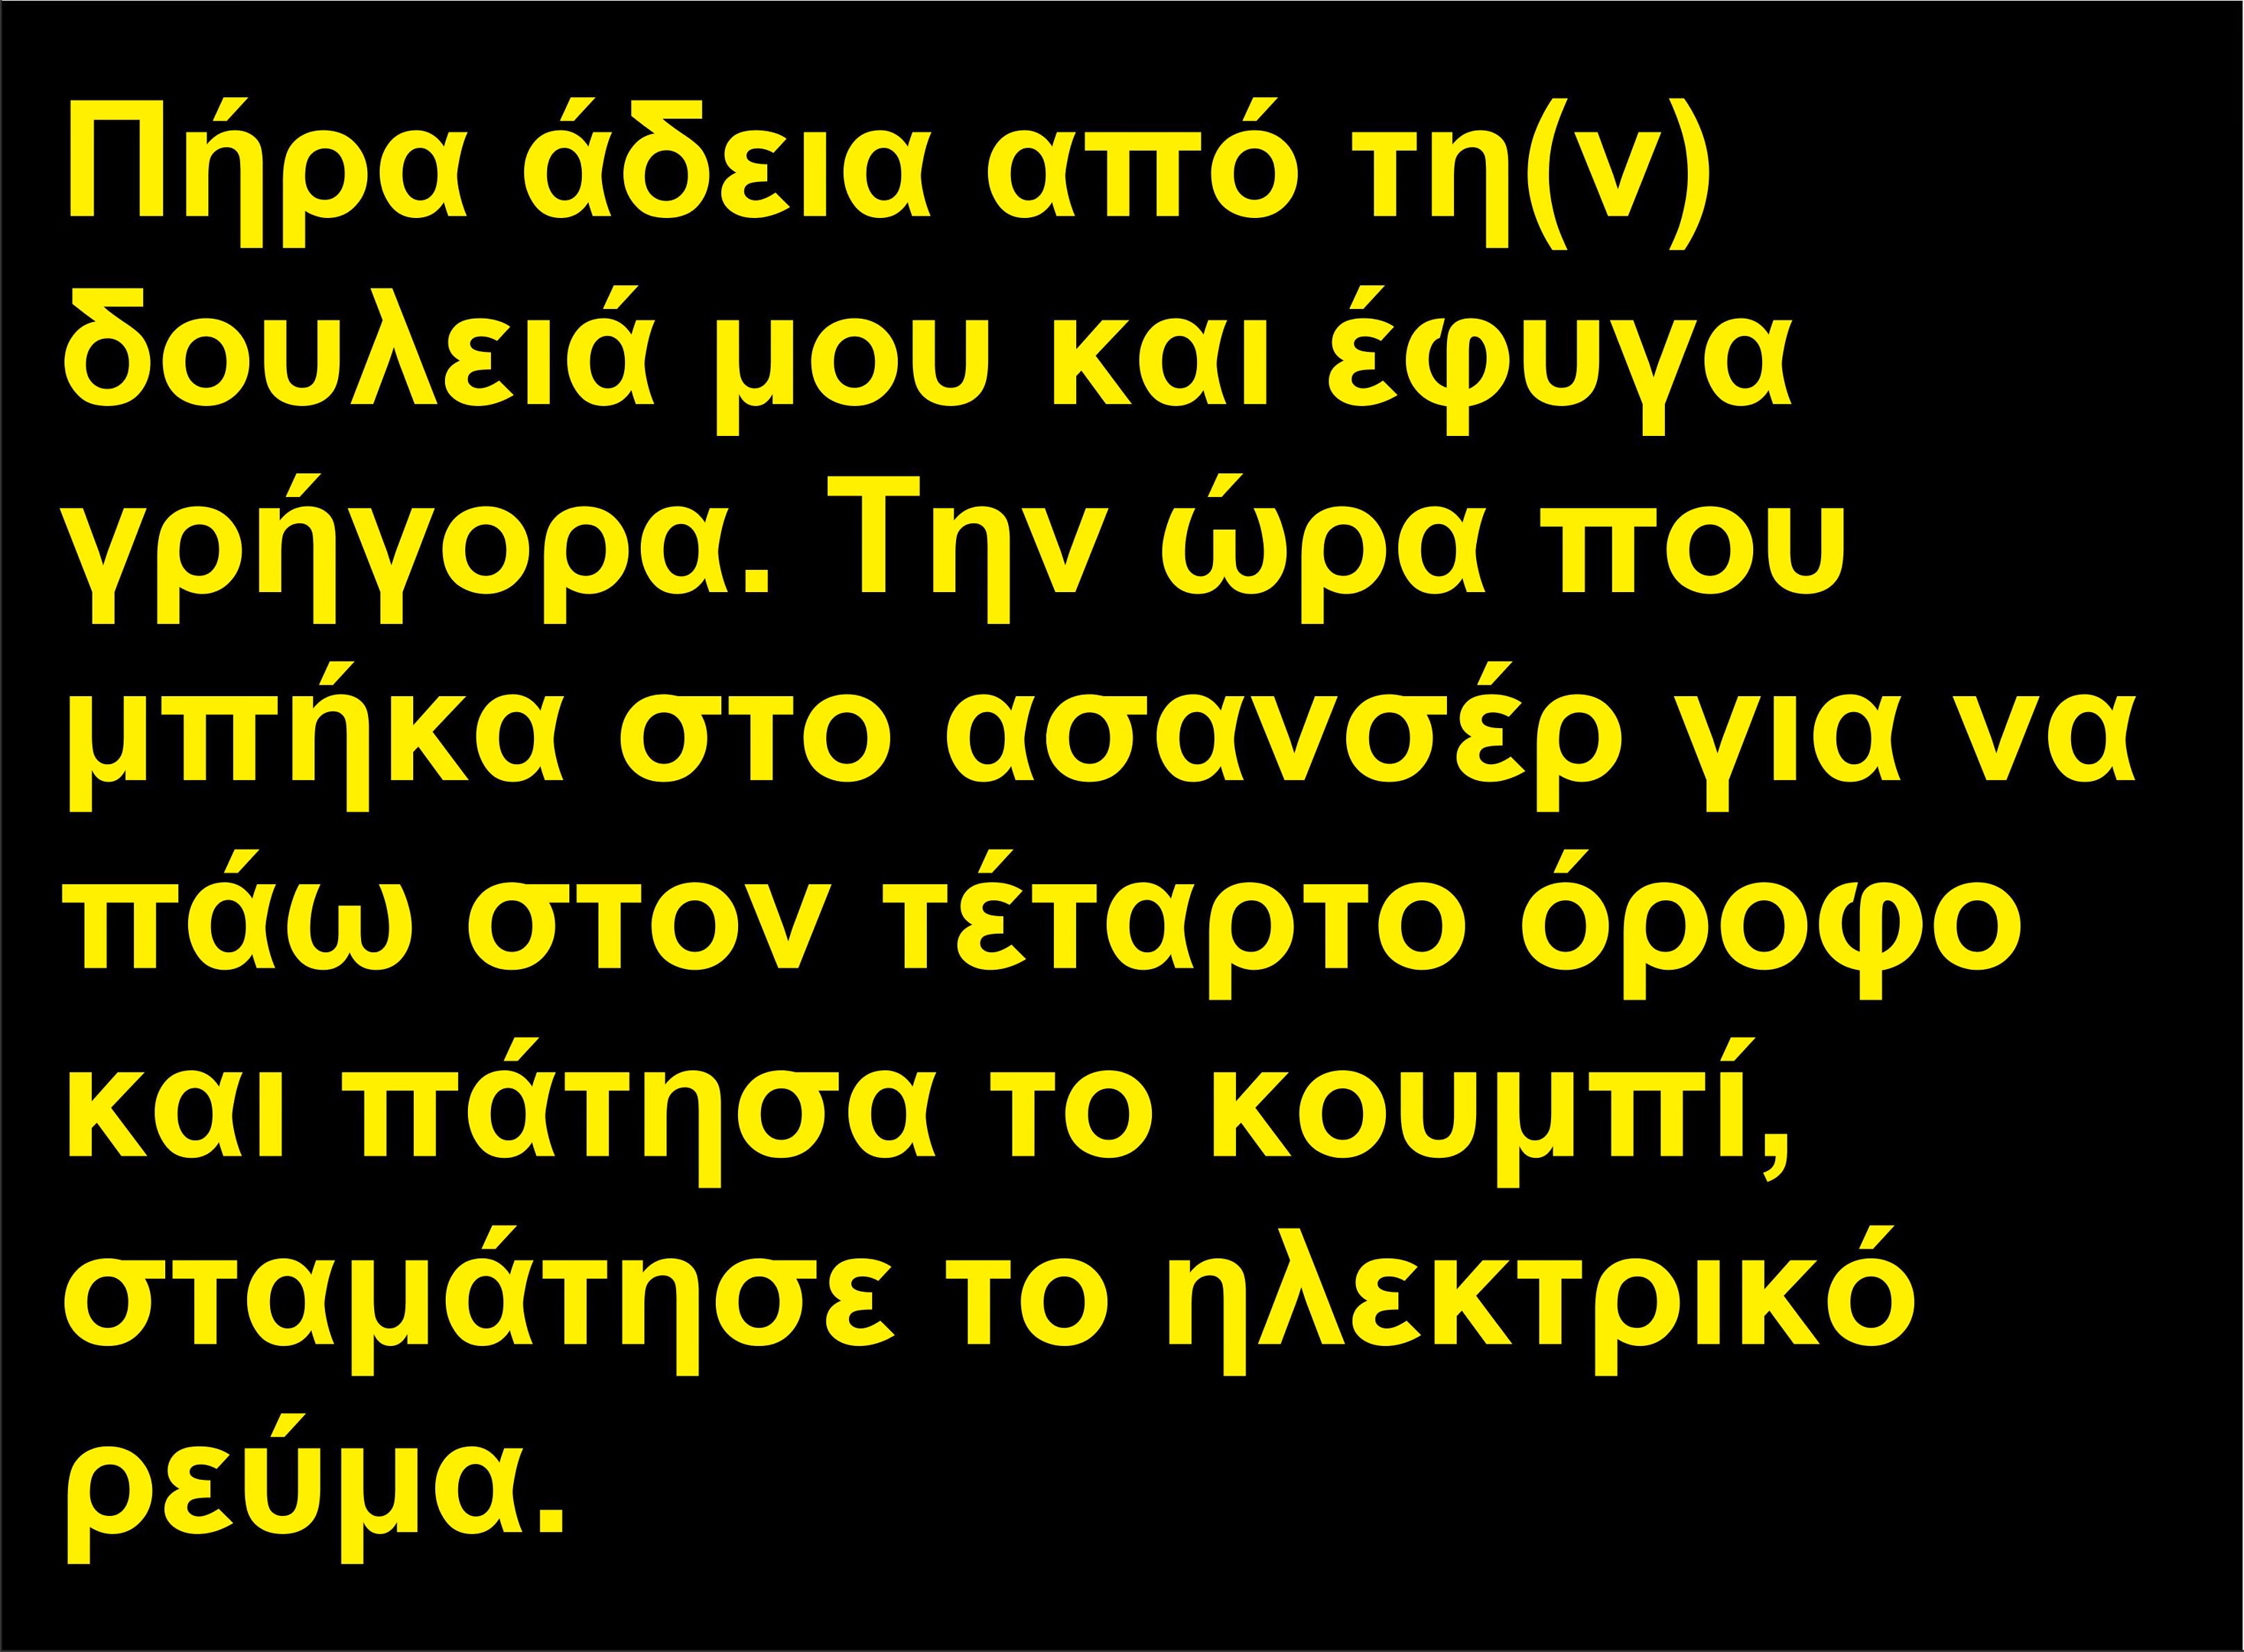 Πήρα άδεια από τη(ν)
δουλειά μου και έφυγα
γρήγορα. Την ώρα που
μπήκα στο ασανσέρ για να
πάω στον τέταρτο όροφο
και πάτησα το κουμπί,
σταμάτησε το ηλεκτρικό
ρεύμα.